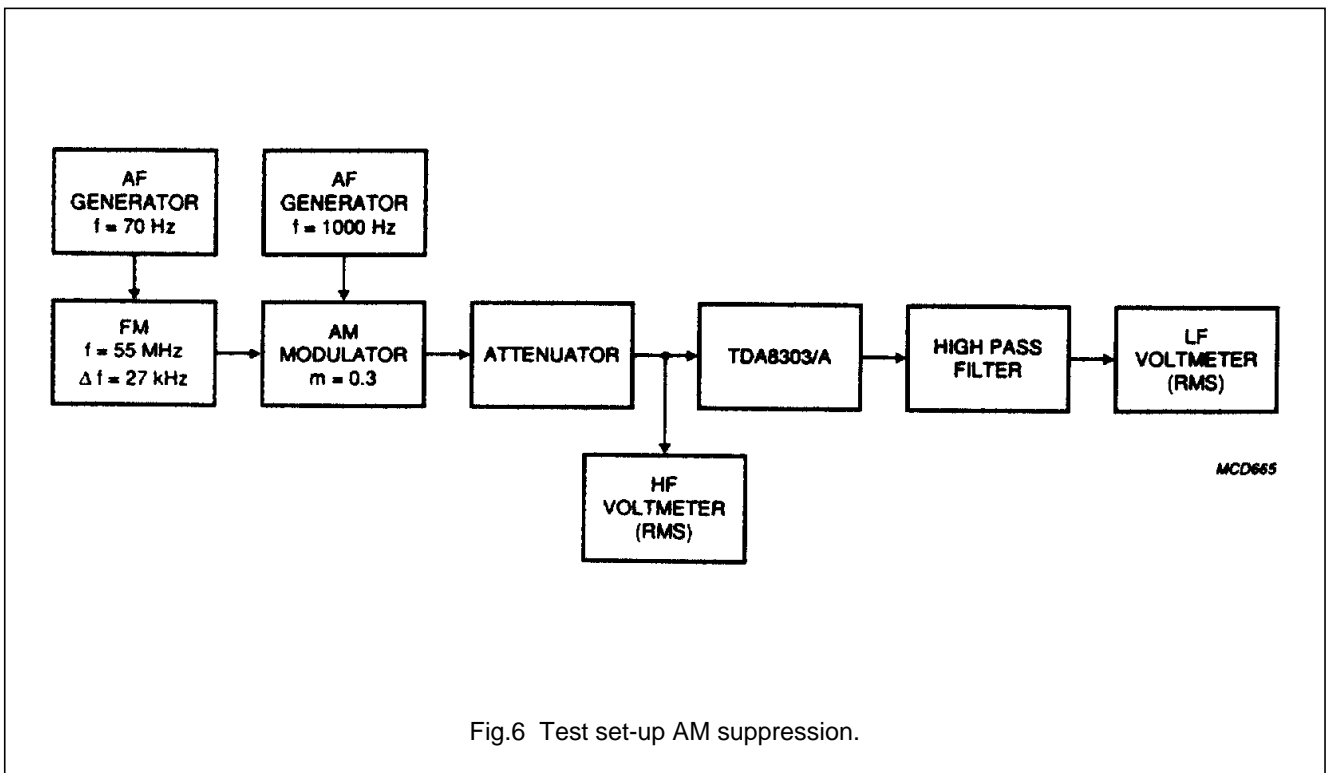 AF
GENERATOR
f = 70 Hz
AF
GENERATOR
f = 1000 Hz
FM
f = 55 MHz
Δ f = 27 kHz
AM
MODULATOR
m = 0.3
ATTENUATOR
TDA8303/A
HIGH PASS
FILTER
LF
VOLTMETER
(RMS)
HF
VOLTMETER
(RMS)
MCD665
Fig.6 Test set-up AM suppression.